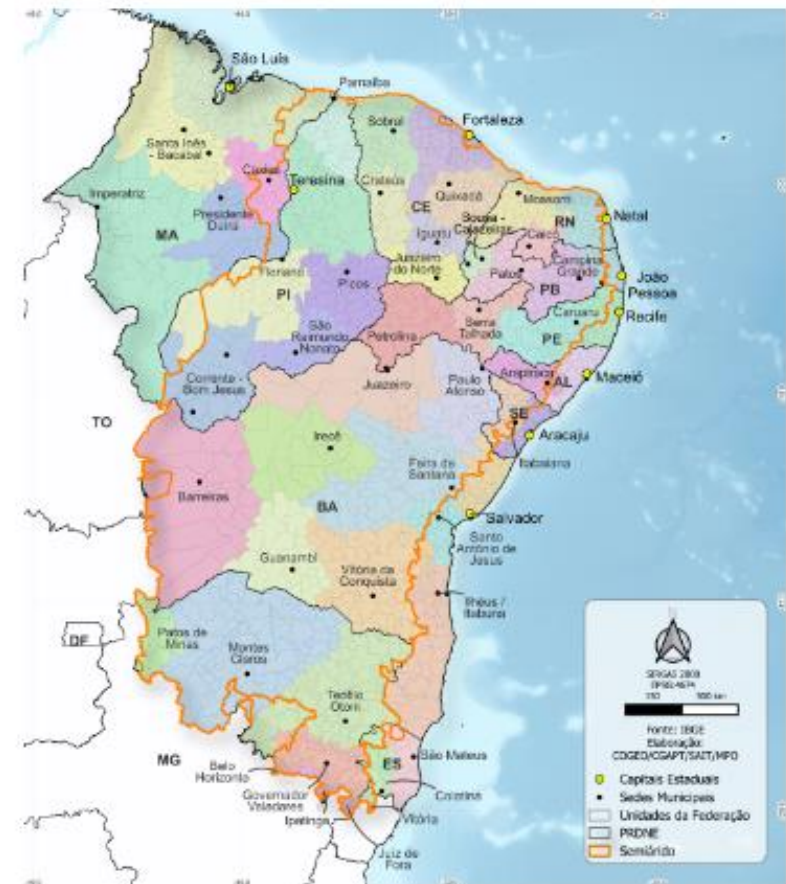 São Luís
Parnaíba
Fortaleza
Sobral
Santa Inês
- Bacabal
Caxias
Teresina
Imperatriz
Crateús
Quixadá
Mossoró
Presidente
Dutra
CE
Sousa -
Cajazeiras
RN
Natal
MA
Iguatu
Caicó
Floriano
Juazeiro
do Norte
Patos
Campina
Grande
João
Pessoa
PI
Picos
PB
Recife
São
Raimundo
Nonato
Petrolina
Serra
Talhada
Caruaru
PE
Corrente -
Bom Jesus
Juazeiro
Paulo
Afonso
Arapiraca
AL
Maceió
TO
SE
Irecê
Aracaju
Itabaiana
Feira de
Santana
Barreiras
BA
Salvador
Guanambi
Santo
Antônio de
Jesus
Vitória da
Conquista
Ilhéus /
Itabuna
DF
Patos de
Minas
Montes
Claros
Teófilo
Otoni
MG
Belo
Horizonte
ES
São Mateus
Governador
Valadares
Colatina
Ipatinga
Vitória
Juiz de
Fora
SIRGAS 2000
EPSG:4674
150 300 km
Fonte: IBGE
Elaboração:
COGEO/CGAPT/SAIT/MPO
Capitais Estaduais
Sedes Municipais
Unidades da Federação
PRDNE
Semiárido